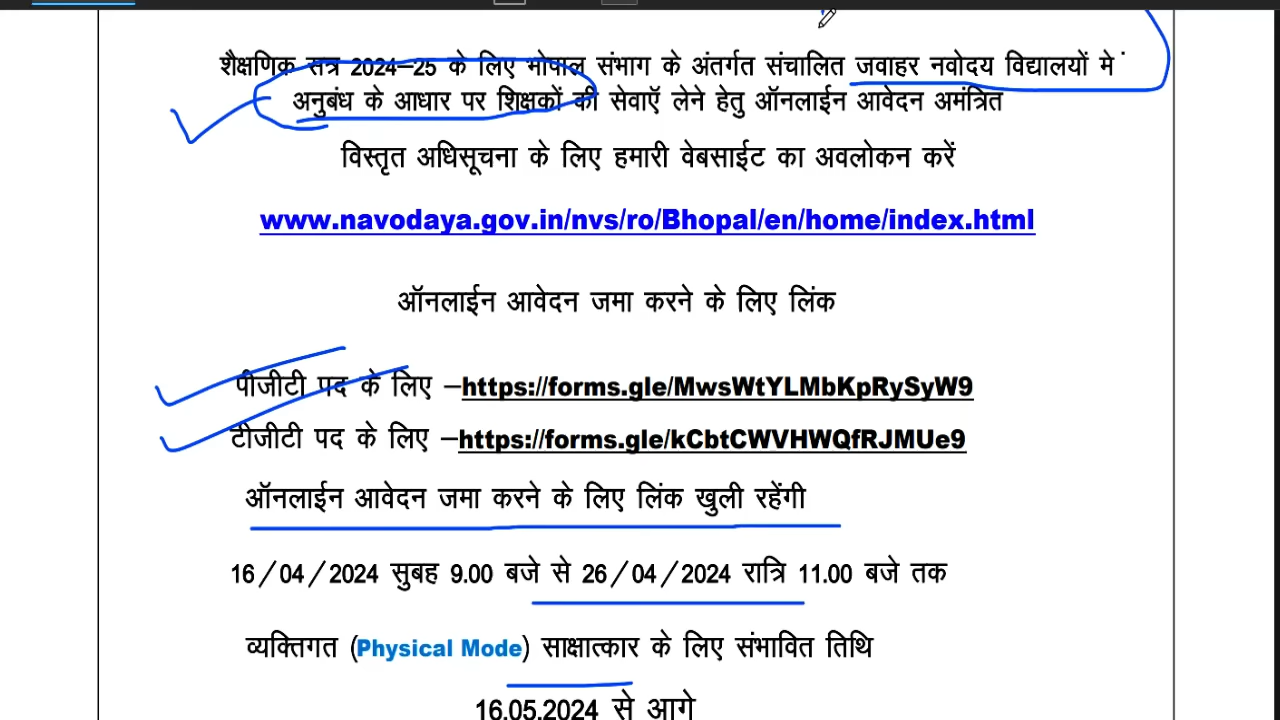 शैक्षणिक सत्र 2024–25 के लिए भोपाल संभाग के अंतर्गत संचालित जवाहर नवोदय विद्यालयों मे
अनुबंध के आधार पर शिक्षकों की सेवाऍ लेने हेतु ऑनलाईन आवेदन अमंत्रित
विस्तृत अधिसूचना के लिए हमारी वेबसाईट का अवलोकन करें
www.navodaya.gov.in/nvs/ro/Bhopal/en/home/index.html
ऑनलाईन आवेदन जमा करने के लिए लिंक
पीजीटी पद के लिए –https://forms.gle/MwsWtYLMbKpRySyW9
टीजीटी पद के लिए –https://forms.gle/kCbtCWVHWQfRJMUe9
ऑनलाईन आवेदन जमा करने के लिए लिंक खुली रहेंगी
16/04/2024 सुबह 9.00 बजे से 26/04/2024 रात्रि 11.00 बजे तक
व्यक्तिगत (Physical Mode) साक्षात्कार के लिए संभावित तिथि
16.05.2024 से आगे